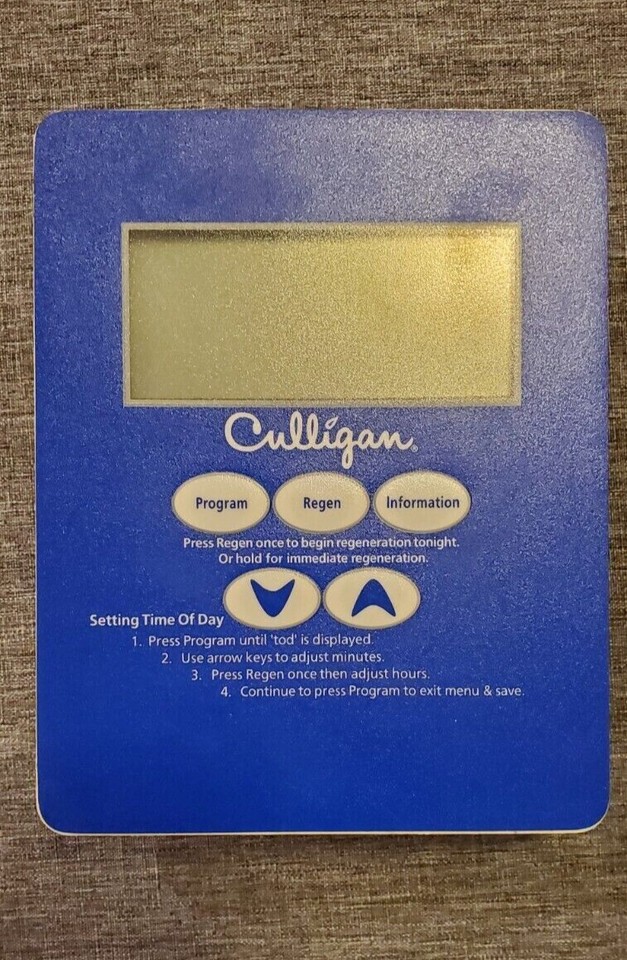 Culligan®
Program Regen Information
Press Regen once to begin regeneration tonight.
Or hold for immediate regeneration.
Setting Time Of Day
1. Press Program until 'tod' is displayed.
2. Use arrow keys to adjust minutes.
3. Press Regen once then adjust hours.
4. Continue to press Program to exit menu & save.